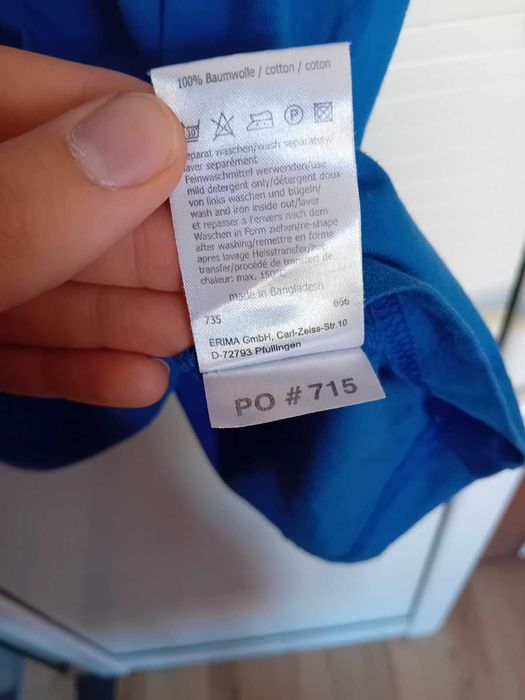 100% Baumwolle / cotton / coton
30
P
separat waschen/wash separately/
laver separément
Feinwaschmittel verwenden/use
mild detergent only/détergent doux
von links waschen und bügeln/
wash and iron inside out/laver
et repasser a l'envers nach dem
Waschen in Form ziehen/re-shape
after washing/remettre en forme
apres lavage Heisstransfer/heat
transfer/procédé de transfert de
chaleur: max. 150°
made in Bangladesh
735 666
ERIMA GmbH, Carl-Zeiss-Str.10
D-72793 Pfullingen
PO # 715